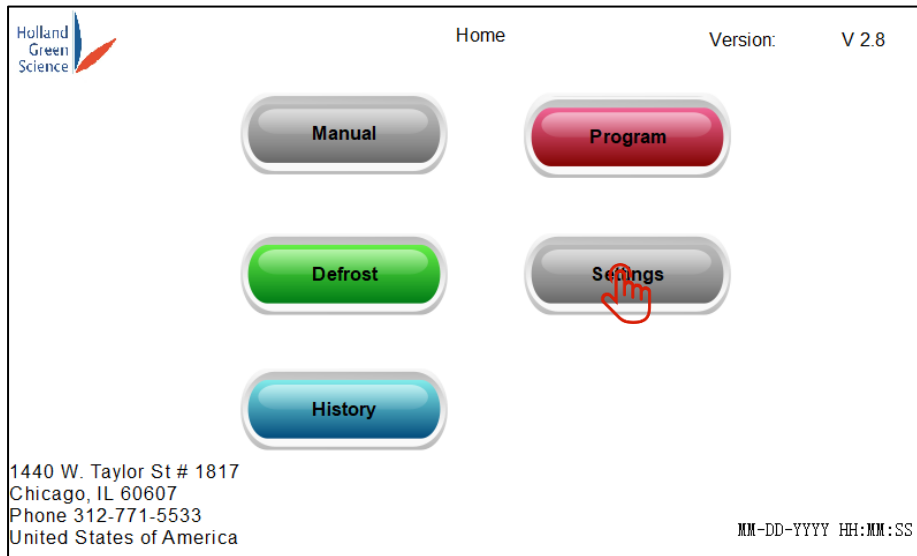 Holland
Green
Science
Home
Version: V 2.8
Manual
Program
Defrost
Settings
History
1440 W. Taylor St # 1817
Chicago, IL 60607
Phone 312-771-5533
United States of America
MM-DD-YYYY HH:MM:SS